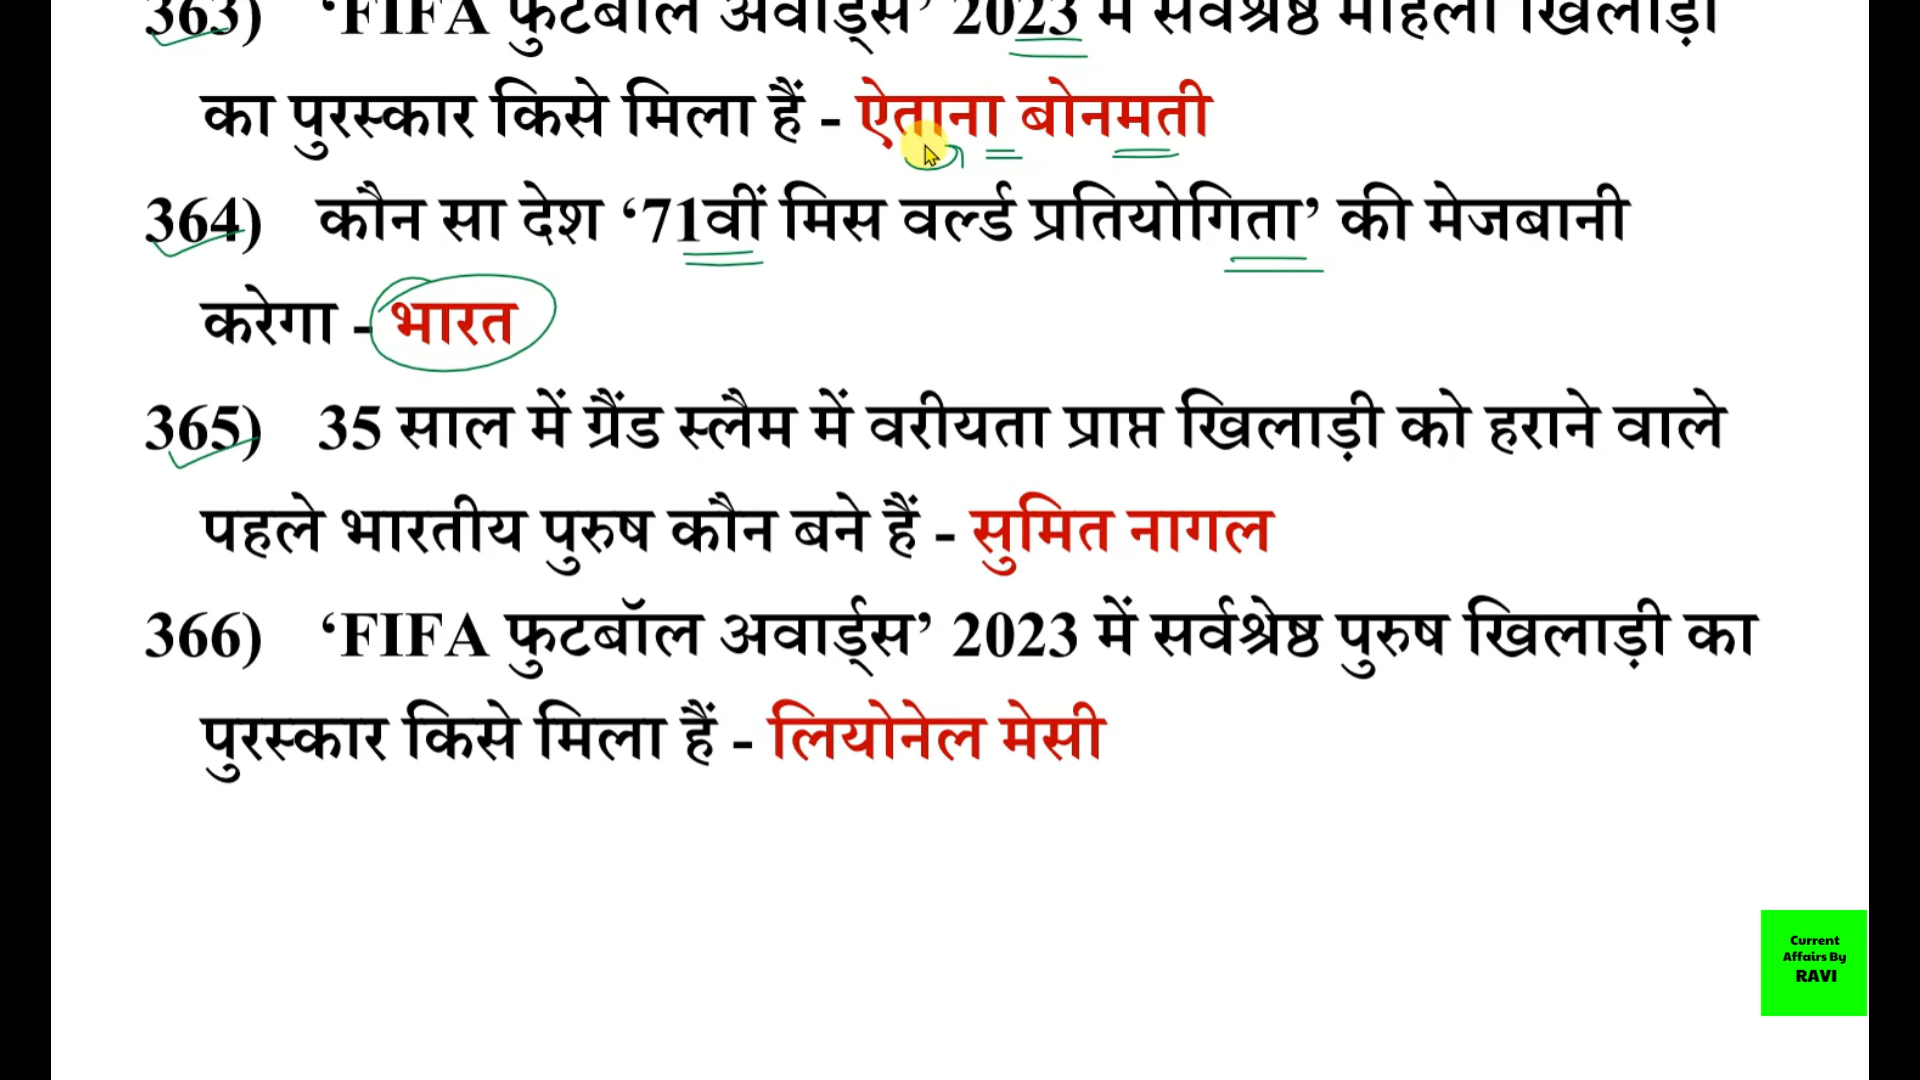 363) ‘FIFA फुटबॉल अवार्ड्स’ 2023 में सर्वश्रेष्ठ महिला खिलाड़ी
का पुरस्कार किसे मिला हैं - ऐताना बोनमती
364) कौन सा देश ‘71वीं मिस वर्ल्ड प्रतियोगिता’ की मेजबानी
करेगा - भारत
365) 35 साल में ग्रैंड स्लैम में वरीयता प्राप्त खिलाड़ी को हराने वाले
पहले भारतीय पुरुष कौन बने हैं - सुमित नागल
366) ‘FIFA फुटबॉल अवार्ड्स’ 2023 में सर्वश्रेष्ठ पुरुष खिलाड़ी का
पुरस्कार किसे मिला हैं - लियोनेल मेसी
Current
Affairs By
RAVI